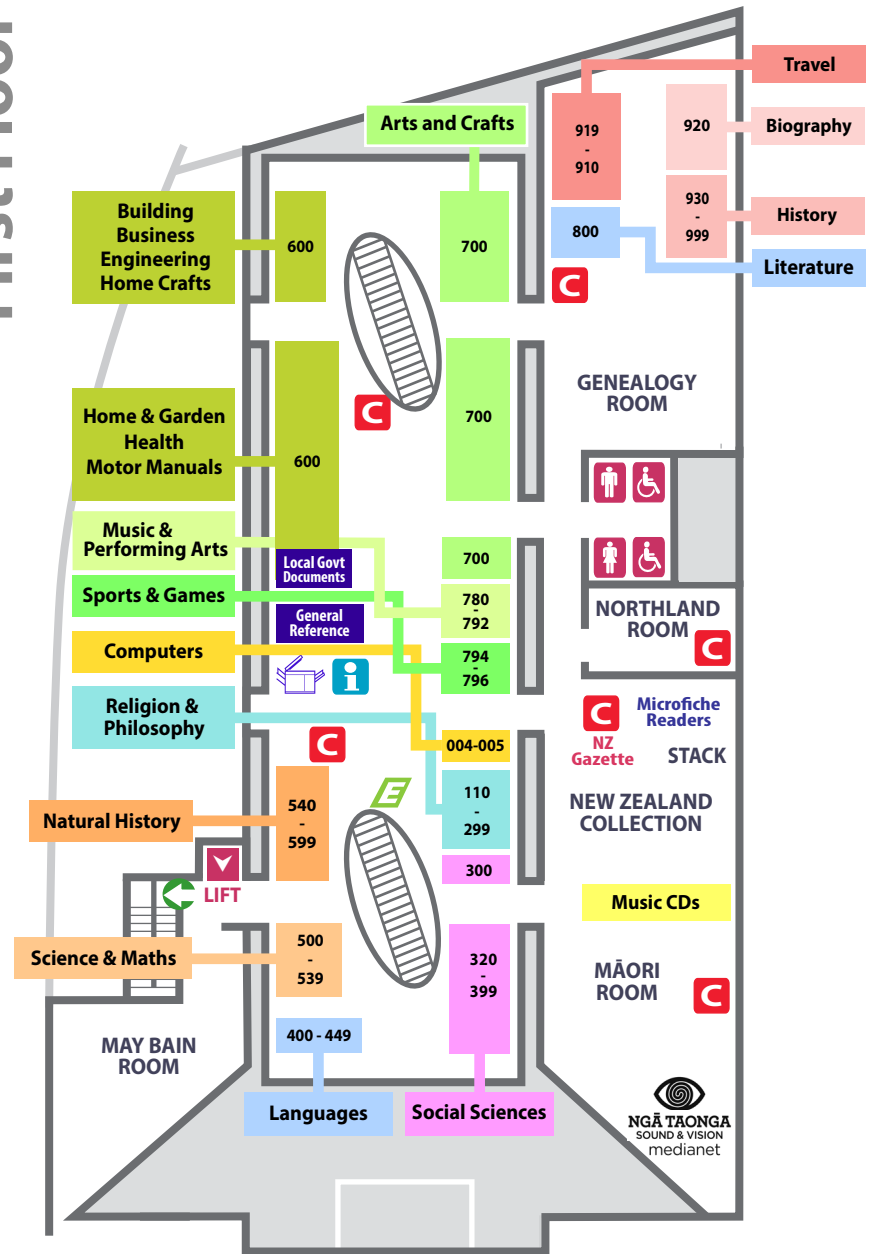 First Floor
Travel
919
-
910
920
Biography
Arts and Crafts
930
-
999
History
Building
Business
Engineering
Home Crafts
600
700
800
Literature
C
GENEALOGY
ROOM
Home & Garden
Health
Motor Manuals
600
C
700
Music &
Performing Arts
Local Govt
Documents
700
Sports & Games
General
Reference
780
-
792
NORTHLAND
ROOM
C
Computers
i
794
-
796
Religion &
Philosophy
C
Microfiche
Readers
C
004-005
NZ
Gazette
STACK
Natural History
540
-
599
E
110
-
299
NEW ZEALAND
COLLECTION
LIFT
300
Music CDs
Science & Maths
500
-
539
320
-
399
MĀORI
ROOM
C
MAY BAIN
ROOM
400 - 449
Languages
Social Sciences
NGĀ TAONGA
SOUND & VISION
medianet